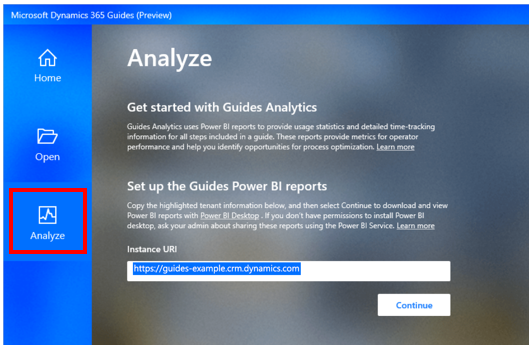 Microsoft Dynamics 365 Guides (Preview)
Home
Open
Analyze
Analyze
Get started with Guides Analytics
Guides Analytics uses Power BI reports to provide usage statistics and detailed time-tracking
information for all steps included in a guide. These reports provide metrics for operator
performance and help you identify opportunities for process optimization. Learn more
Set up the Guides Power BI reports
Copy the highlighted tenant information below, and then select Continue to download and view
Power BI reports with Power BI Desktop . If you don't have permissions to install Power BI
desktop, ask your admin about sharing these reports using the Power BI Service. Learn more
Instance URI
https://guides-example.crm.dynamics.com
Continue